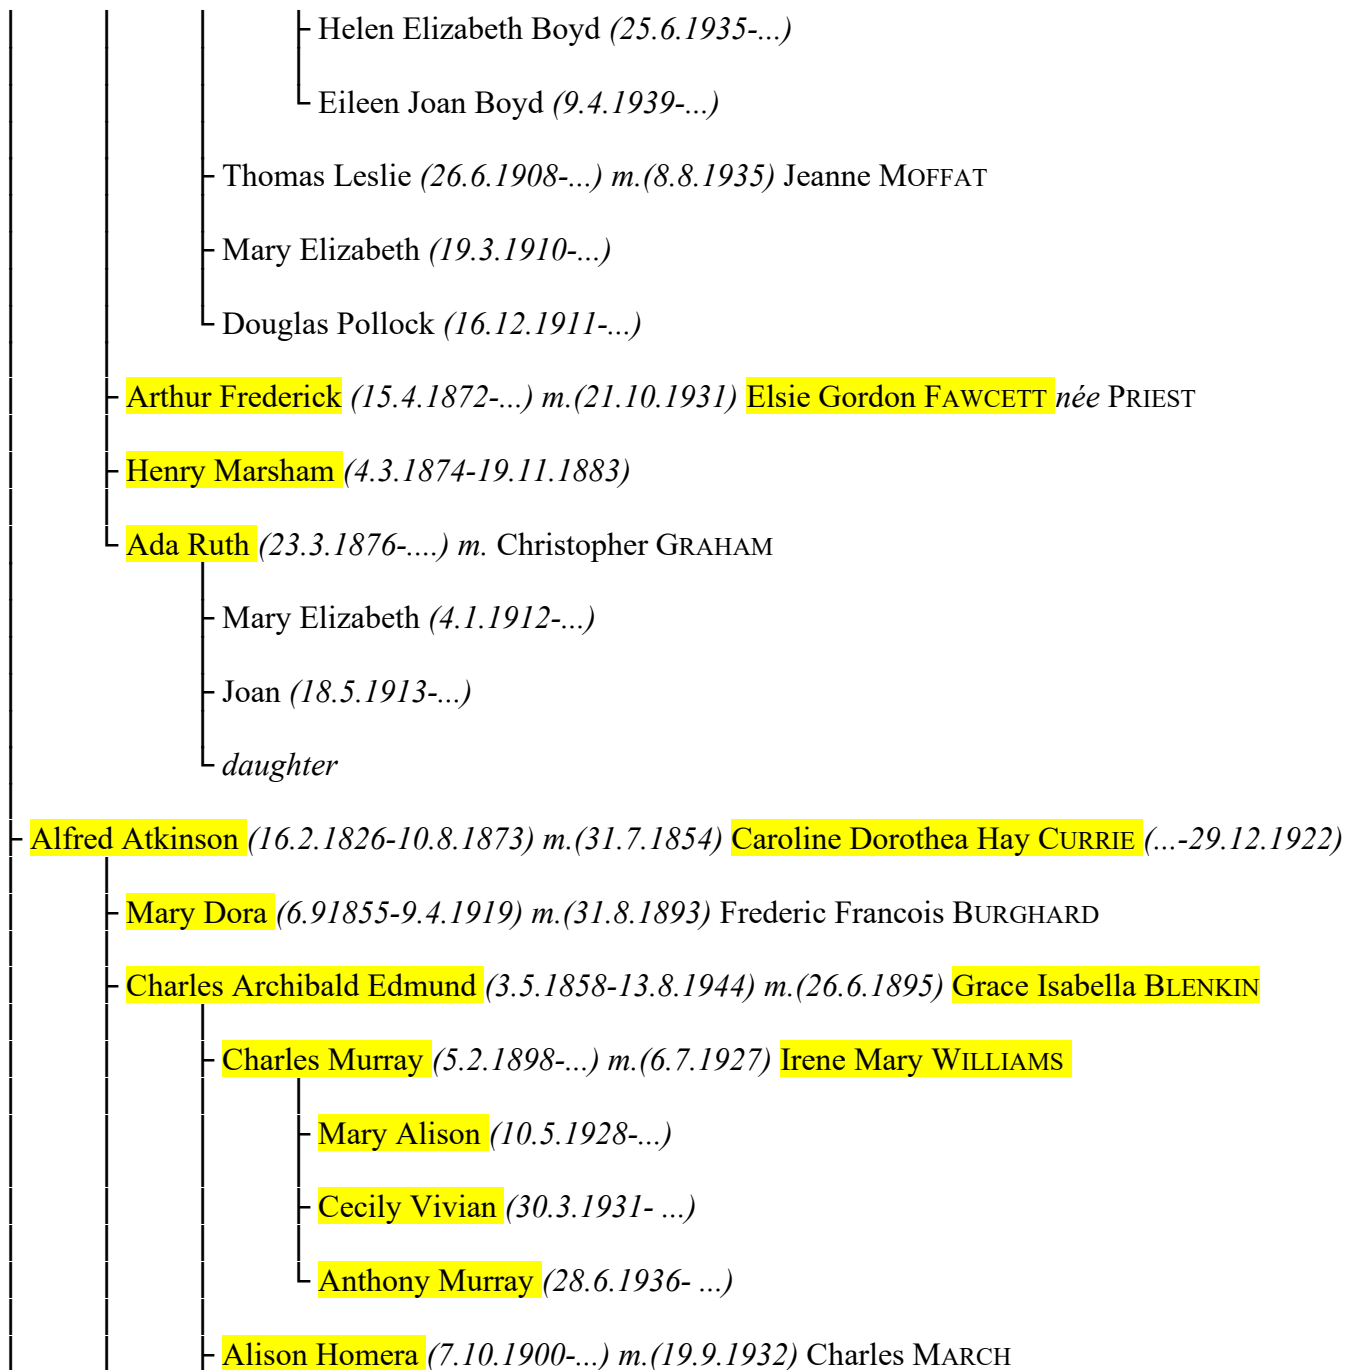 Helen Elizabeth Boyd (25.6.1935-...)
Eileen Joan Boyd (9.4.1939-...)
Thomas Leslie (26.6.1908-...) m.(8.8.1935) Jeanne MOFFAT
Mary Elizabeth (19.3.1910-...)
Douglas Pollock (16.12.1911-...)
Arthur Frederick (15.4.1872-...) m.(21.10.1931) Elsie Gordon FAWCETT née PRIEST
Henry Marsham (4.3.1874-19.11.1883)
Ada Ruth (23.3.1876-....) m. Christopher GRAHAM
Mary Elizabeth (4.1.1912-...)
Joan (18.5.1913-...)
daughter
Alfred Atkinson (16.2.1826-10.8.1873) m.(31.7.1854) Caroline Dorothea Hay CURRIE (...-29.12.1922)
Mary Dora (6.91855-9.4.1919) m.(31.8.1893) Frederic Francois BURGHARD
Charles Archibald Edmund (3.5.1858-13.8.1944) m.(26.6.1895) Grace Isabella BLENKIN
Charles Murray (5.2.1898-...) m.(6.7.1927) Irene Mary WILLIAMS
Mary Alison (10.5.1928-...)
Cecily Vivian (30.3.1931- ...)
Anthony Murray (28.6.1936- ...)
Alison Homera (7.10.1900-...) m.(19.9.1932) Charles MARCH